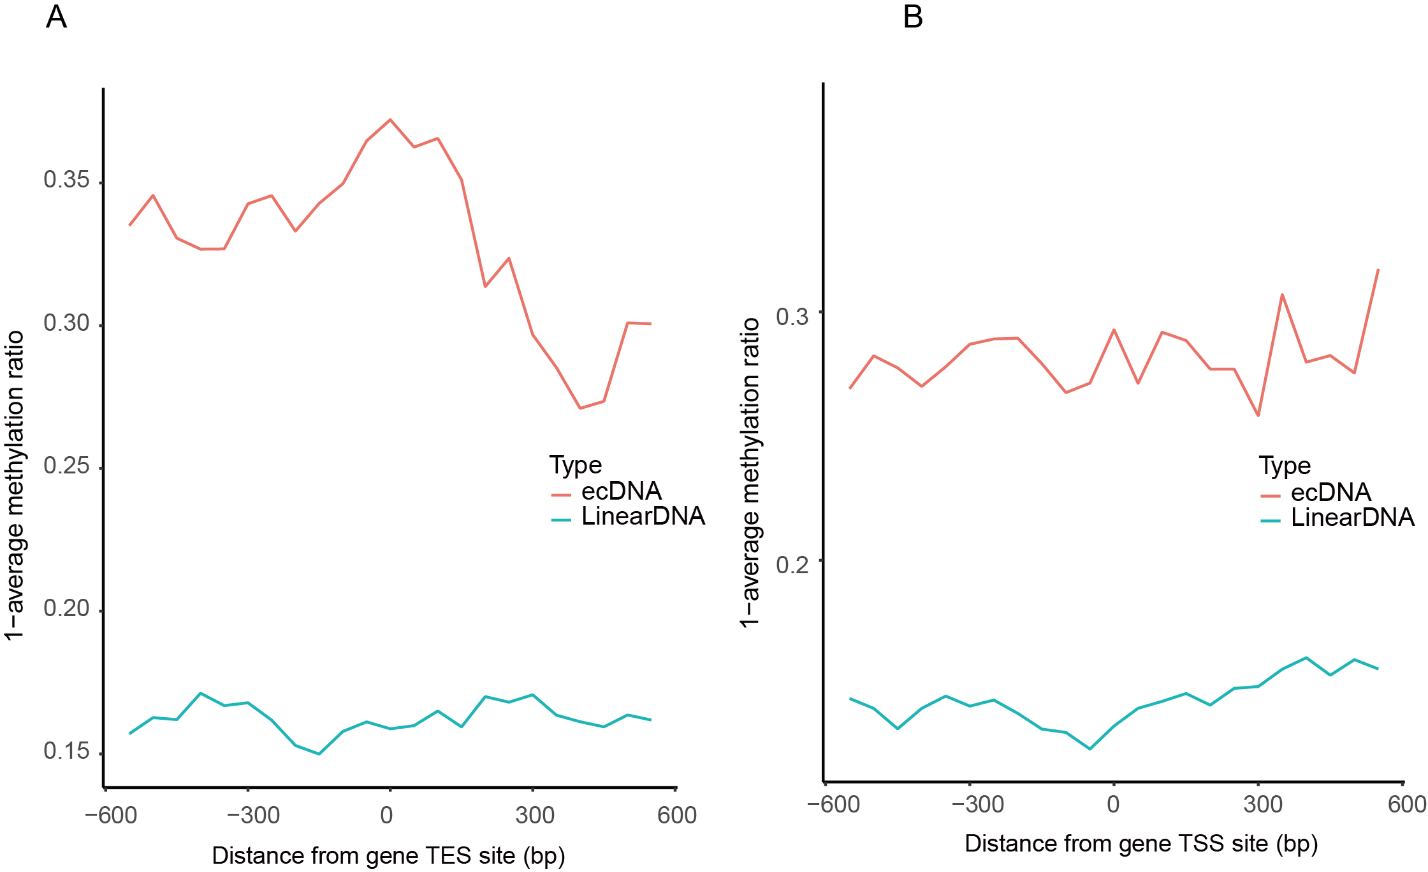 A
1−average methylation ratio
0.35
0.30
0.25
0.20
0.15
Type
ecDNA
LinearDNA
−600
−300
0
300
600
Distance from gene TES site (bp)
B
1−average methylation ratio
0.3
0.2
Type
ecDNA
LinearDNA
−600
−300
0
300
600
Distance from gene TSS site (bp)